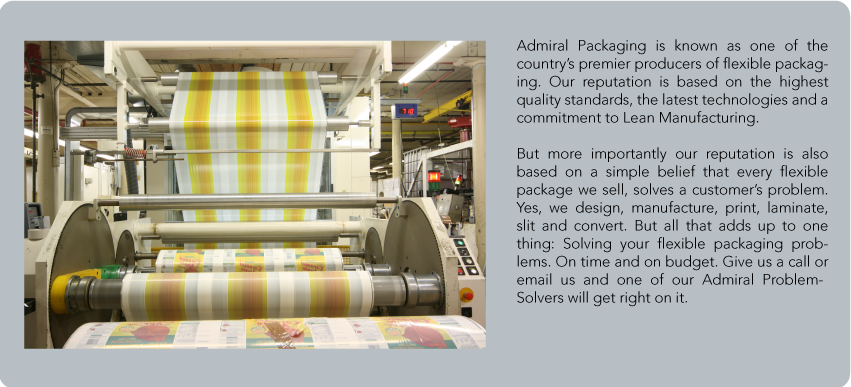 Admiral Packaging is known as one of the
country's premier producers of flexible packag-
ing. Our reputation is based on the highest
quality standards, the latest technologies and a
commitment to Lean Manufacturing.
But more importantly our reputation is also
based on a simple belief that every flexible
package we sell, solves a customer's problem.
Yes, we design, manufacture, print, laminate,
slit and convert. But all that adds up to one
thing: Solving your flexible packaging prob-
lems. On time and on budget. Give us a call or
email us and one of our Admiral Problem-
Solvers will get right on it.